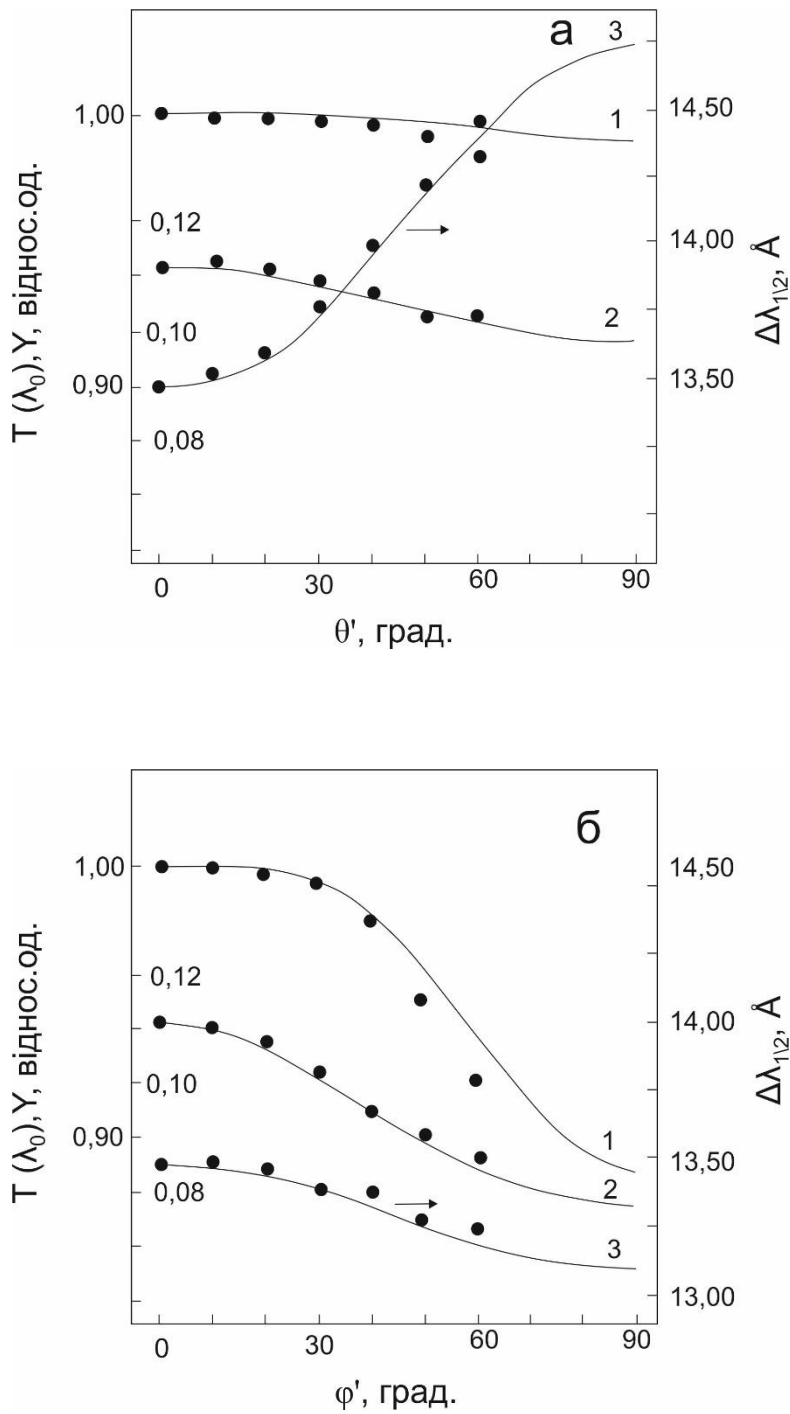 а
3
1,00
14,50
1
0,12
14,00
0,10
2
0,90
13,50
0,08
T (λ₀),Y, віднос.од.
Δλ₁\₂, Å
0 30 60 90
θ', град.
б
1,00
14,50
0,12
14,00
0,10
0,90
1
13,50
0,08
2
3
13,00
T (λ₀),Y, віднос.од.
Δλ₁\₂, Å
0 30 60 90
φ', град.